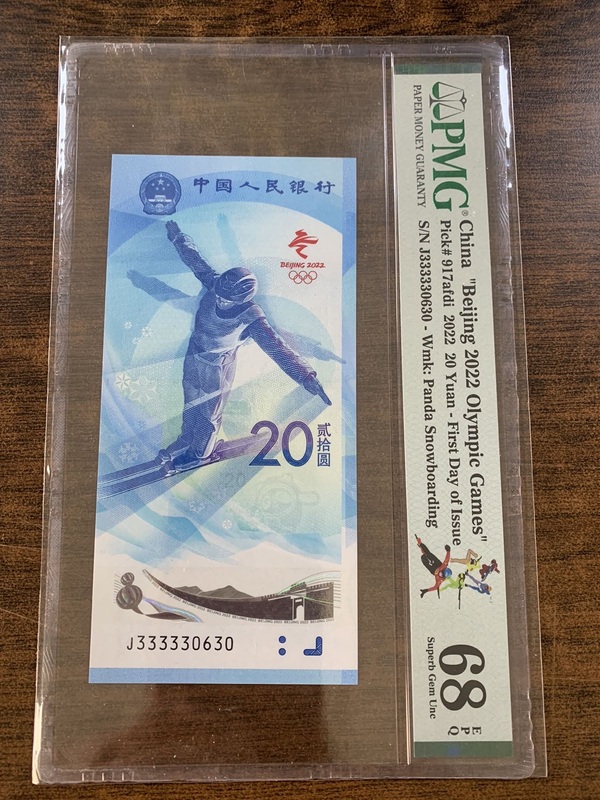 中国人民银行
BEIJING 2022
20
贰拾圆
20
J333330630
PMG®
PAPER MONEY GUARANTY
China "Beijing 2022 Olympic Games"
Pick# 917afdi 2022 20 Yuan - First Day of Issue
S/N J333330630 - Wmk: Panda Snowboarding
68 EPQ
Superb Gem Unc